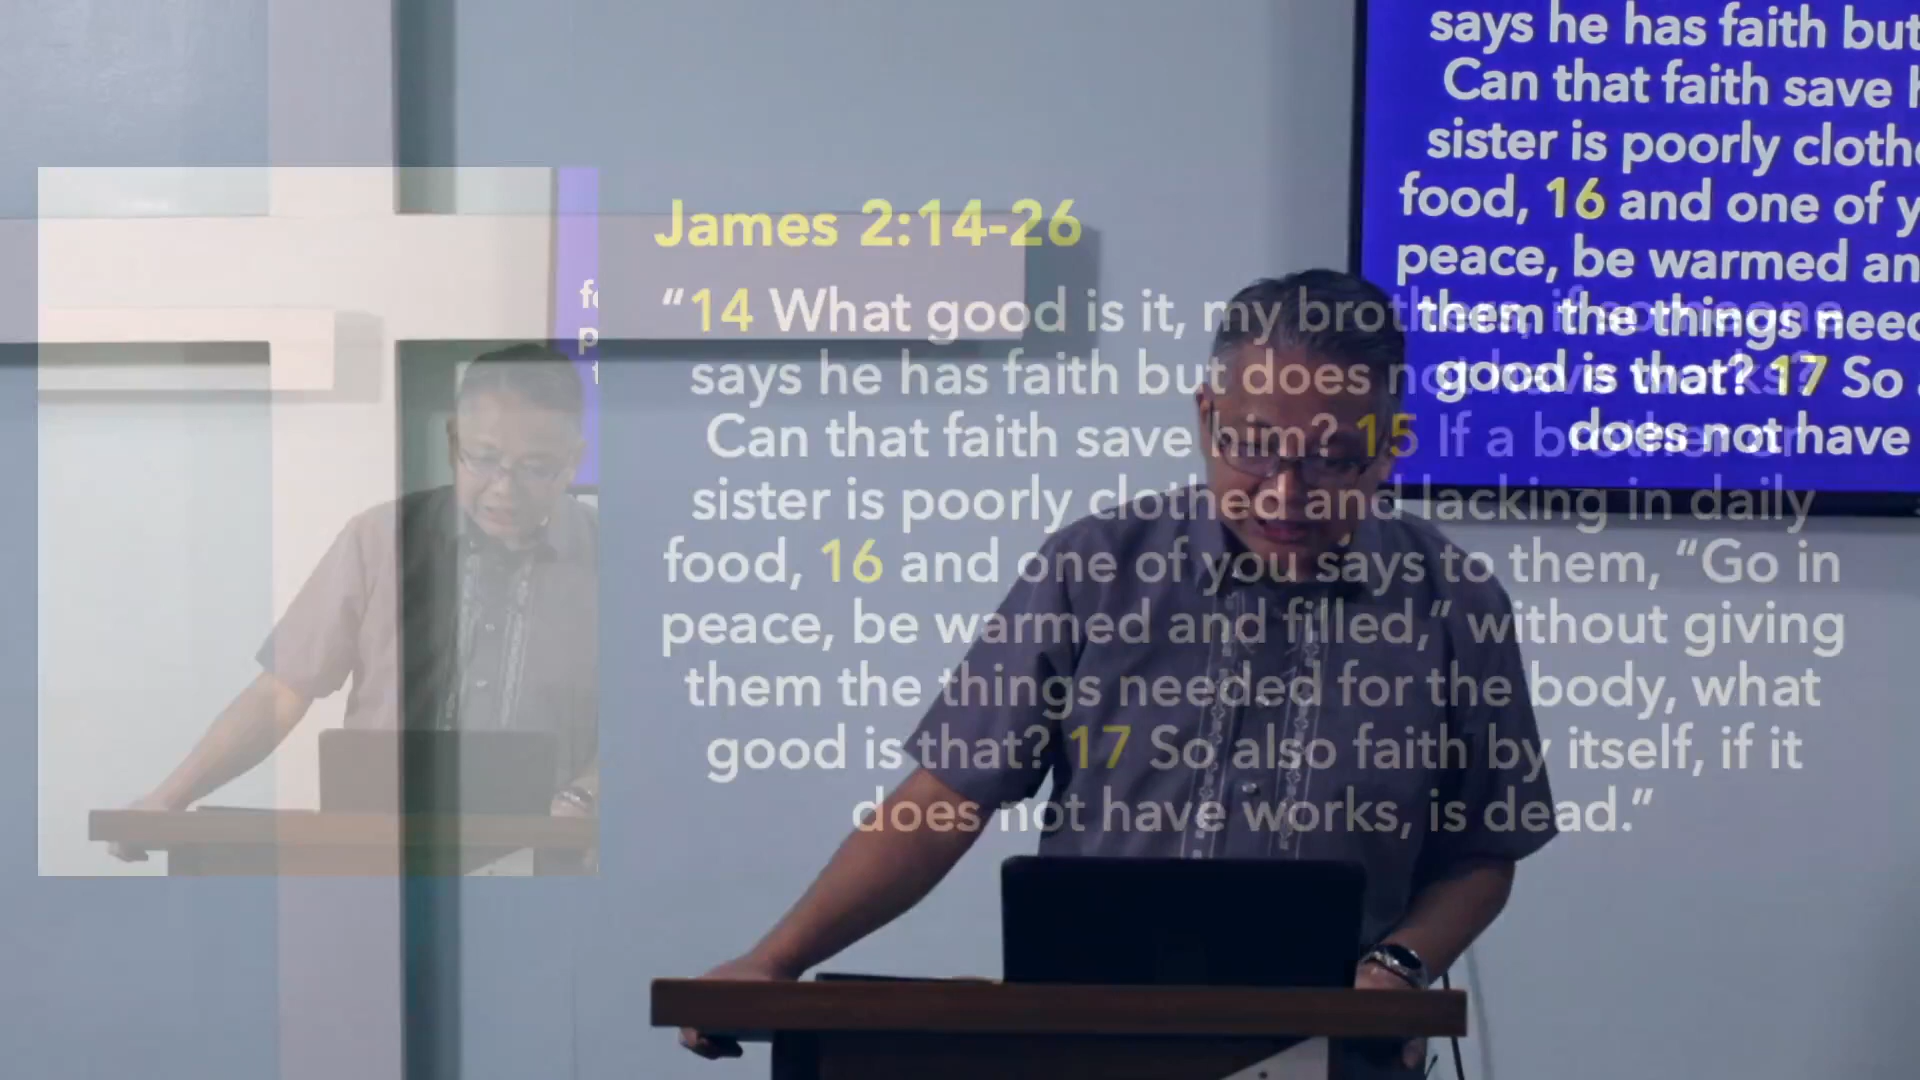 James 2:14-26
“14 What good is it, my brothers, if someone
says he has faith but does not have works?
Can that faith save him? 15 If a brother or
sister is poorly clothed and lacking in daily
food, 16 and one of you says to them, “Go in
peace, be warmed and filled,” without giving
them the things needed for the body, what
good is that? 17 So also faith by itself, if it
does not have works, is dead.”
says he has faith but
Can that faith save
sister is poorly
food, 16 and one of
peace, be warmed
them the things
good is that? 17 So
does not have